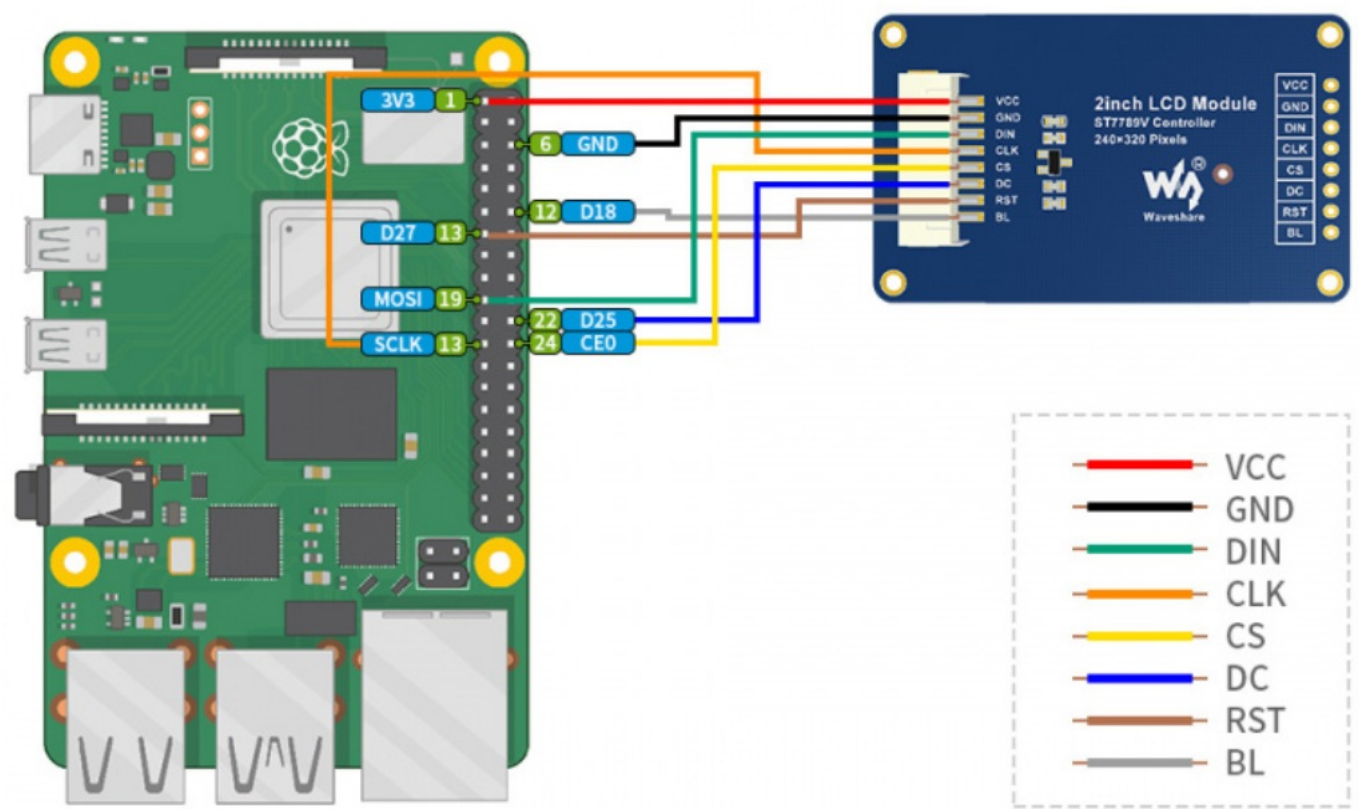 3V3 1
6 GND
12 D18
D27 13
MOSI 19
22 D25
SCLK 13
24 CE0
VCC
GND
DIN
CLK
CS
DC
RST
BL
2inch LCD Module
ST7789V Controller
240×320 Pixels
®
Waveshare
VCC
GND
DIN
CLK
CS
DC
RST
BL
VCC
GND
DIN
CLK
CS
DC
RST
BL